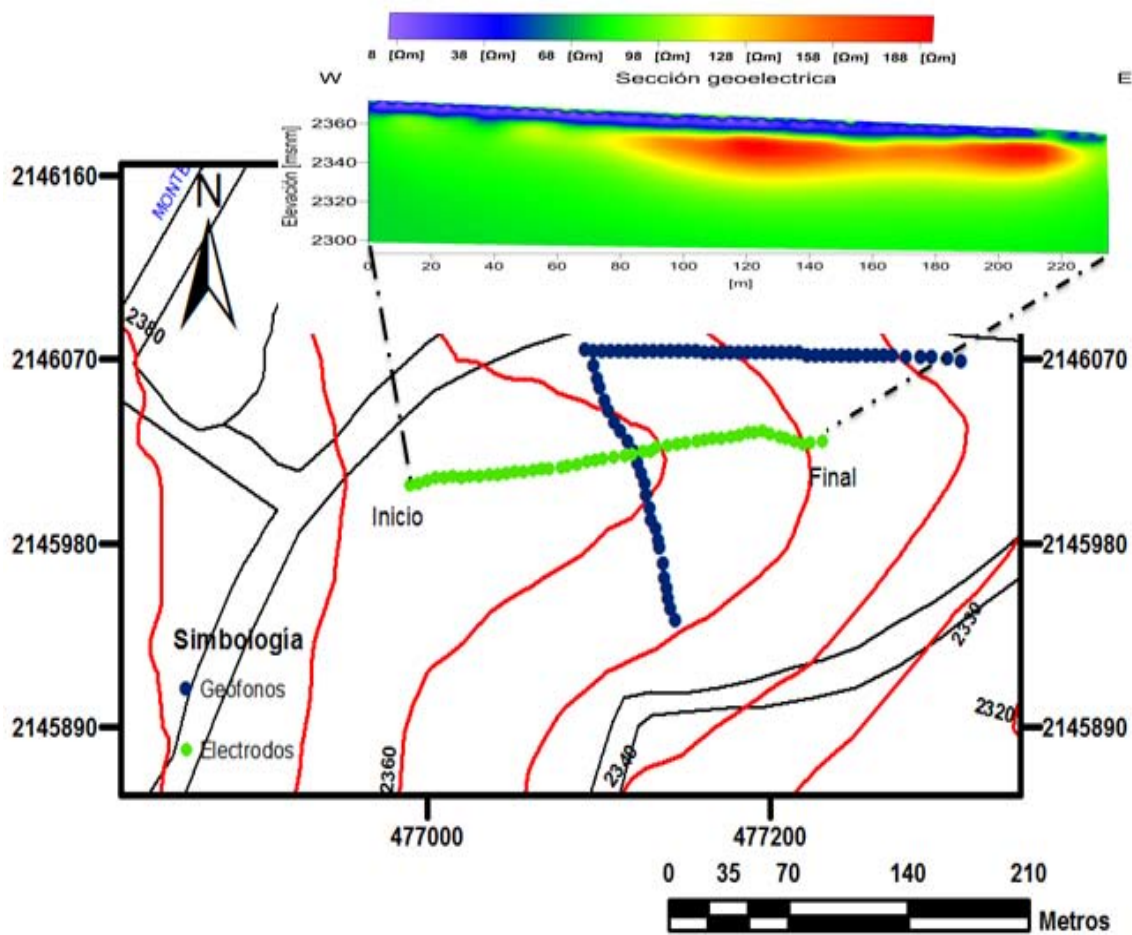 8 [Ωm] 38 [Ωm] 68 [Ωm] 98 [Ωm] 128 [Ωm] 158 [Ωm] 188 [Ωm]
W Sección geoelectrica E
Elevación [msnm]
2360
2340
2320
2300
0 20 40 60 80 100 120 140 160 180 200 220
[m]
2146160
MONTE
N
2380
2146070 2146070
Inicio
Final
2145980 2145980
Simbología
Geófonos
Electrodos
2145890 2145890
2360
2340
2330
2320
477000 477200
0 35 70 140 210
Metros